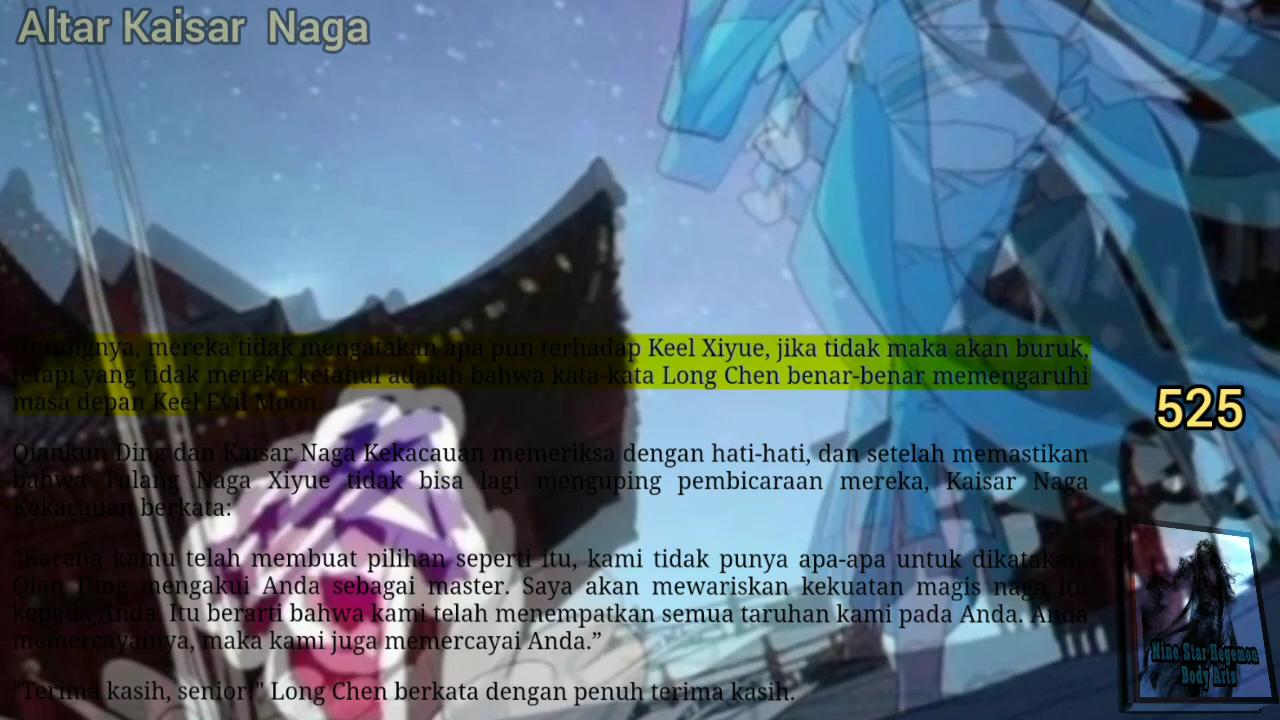 Altar Kaisar Naga
Untungnya, mereka tidak mengatakan apa pun terhadap Keel Xiyue, jika tidak maka akan buruk,
tetapi yang tidak mereka ketahui adalah bahwa kata-kata Long Chen benar-benar memengaruhi
masa depan Keel Evil Moon.
525
Qiankun Ding dan Kaisar Naga Kekacauan memeriksa dengan hati-hati, dan setelah memastikan
bahwa Tulang Naga Xiyue tidak bisa lagi menguping pembicaraan mereka, Kaisar Naga
Kekacauan berkata:
“Karena kamu telah membuat pilihan seperti itu, kami tidak punya apa-apa untuk dikatakan.
Qian Ding mengakui Anda sebagai master. Saya akan mewariskan kekuatan magis naga itu
kepada Anda. Itu berarti bahwa kami telah menempatkan semua taruhan kami pada Anda. Anda
memercayainya, maka kami juga memercayai Anda.”
"Terima kasih, senior!" Long Chen berkata dengan penuh terima kasih.
Nine Star Hegemon
Body Arts